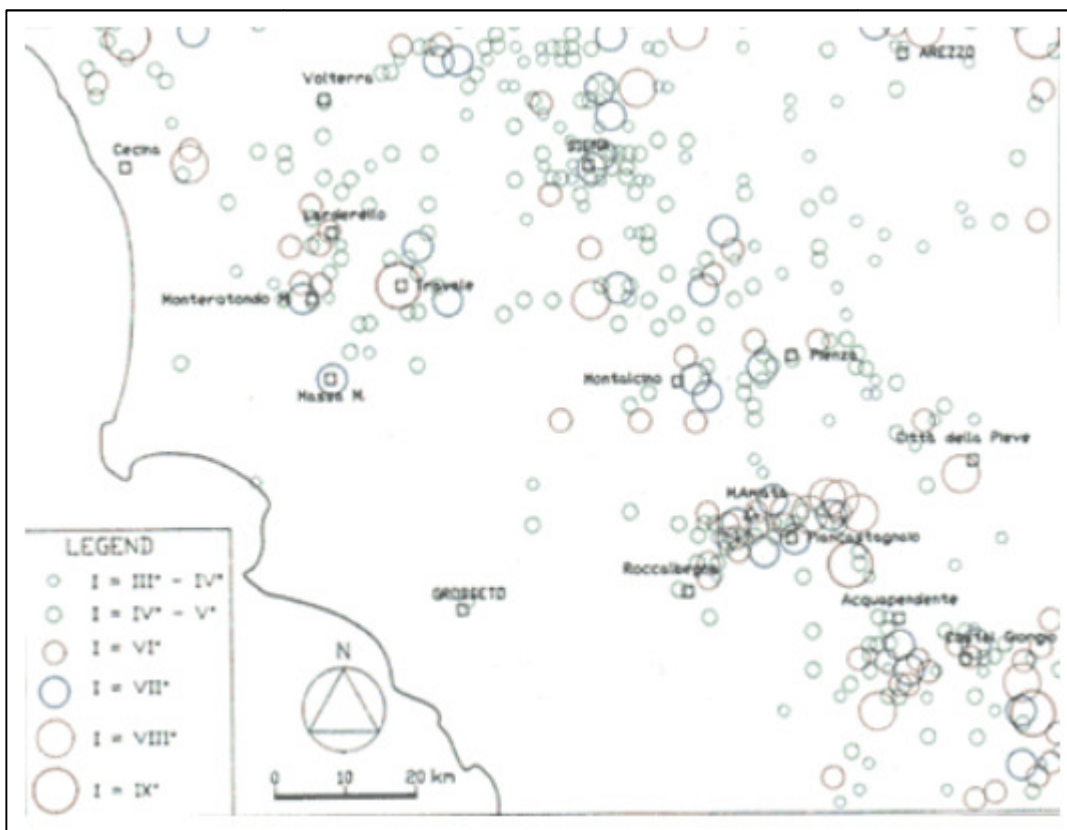 AREZZO
Volterra
SIENA
Cecina
Larderello
Travale
Monterotondo M.
Pienza
Montalcino
Massa M.
Città della Pieve
M.Amiata
Piancastagnaio
Roccalbegna
GROSSETO
Acquapendente
Castel Giorgio
LEGEND
I = III° - IV°
I = IV° - V°
I = VI°
I = VII°
I = VIII°
I = IX°
N
0 10 20 km